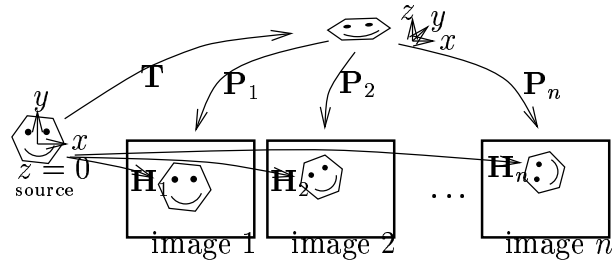 z y
x
T P1 P2 Pn
y
x
z = 0
source
H1 H2 Hn
...
image 1 image 2 image n